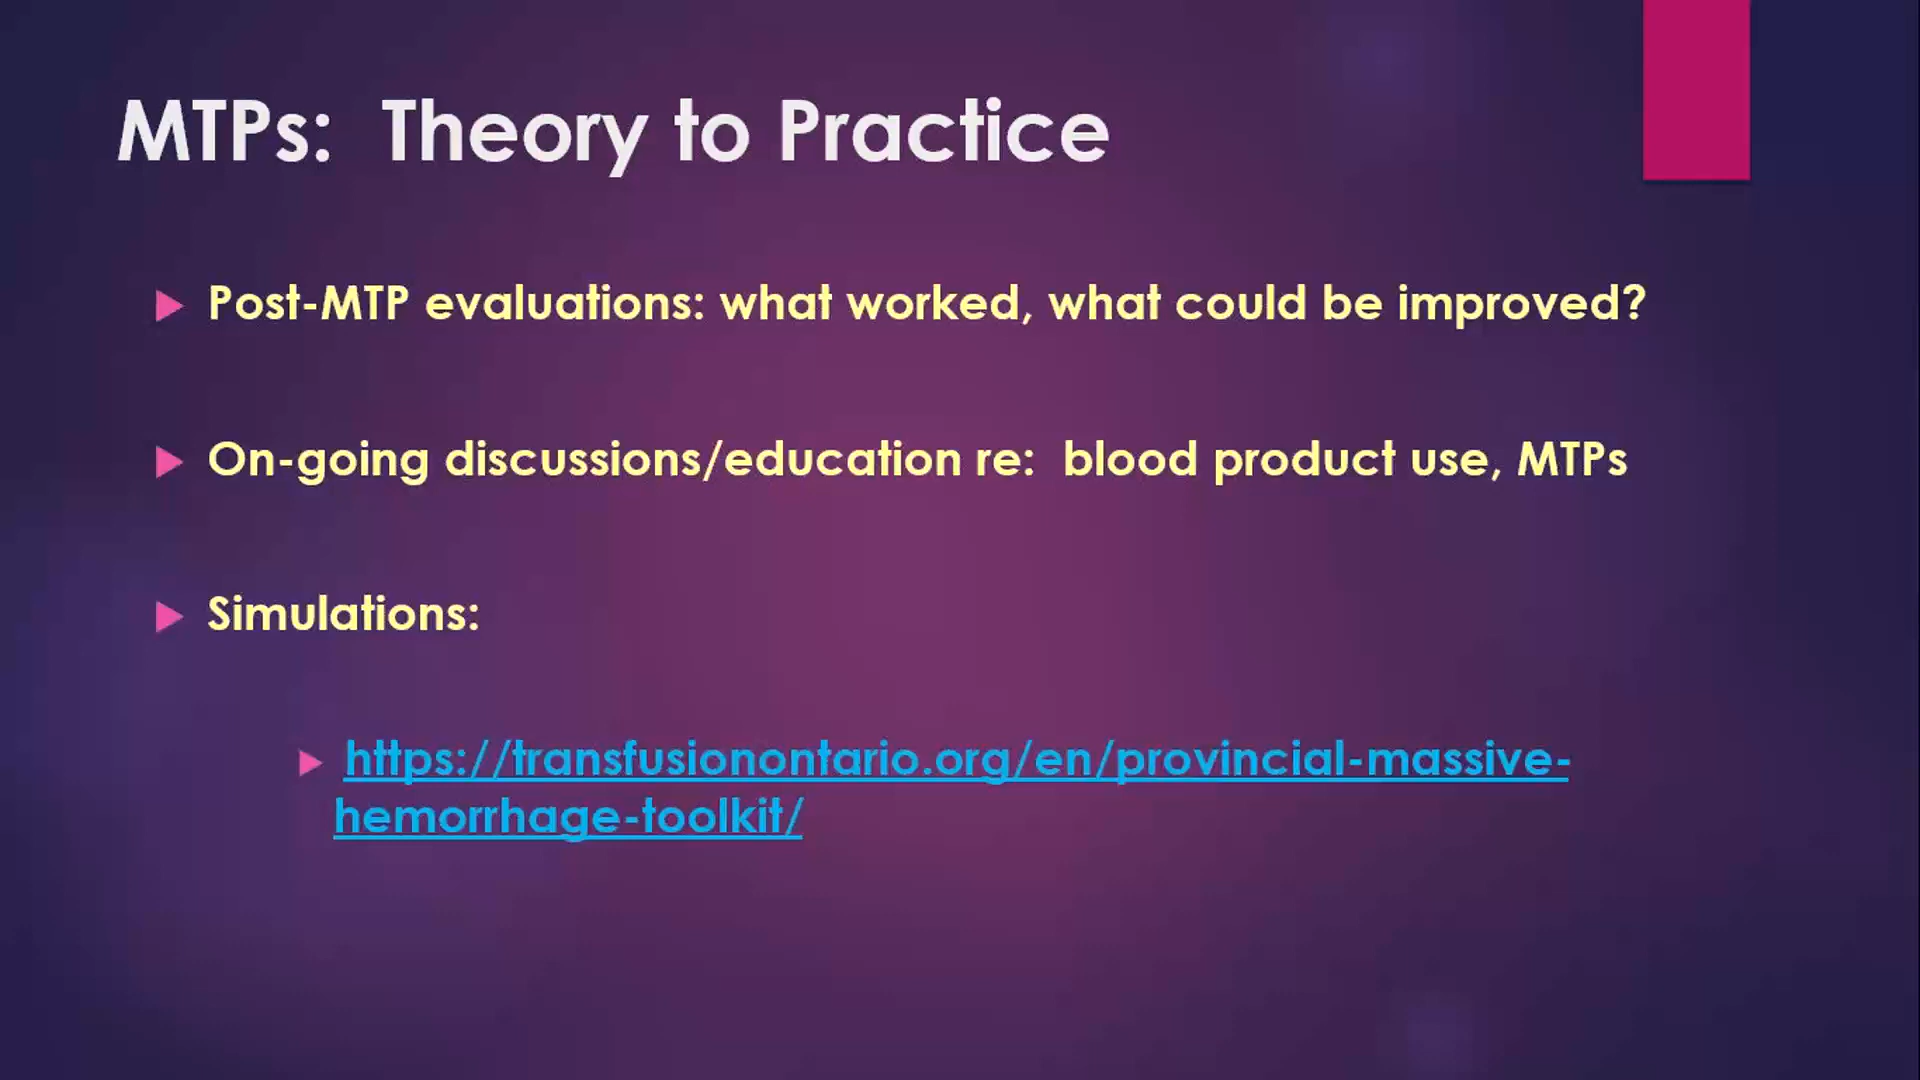 MTPs:  Theory to Practice
Post-MTP evaluations: what worked, what could be improved?
On-going discussions/education re:  blood product use, MTPs
Simulations:
https://transfusionontario.org/en/provincial-massive-
hemorrhage-toolkit/